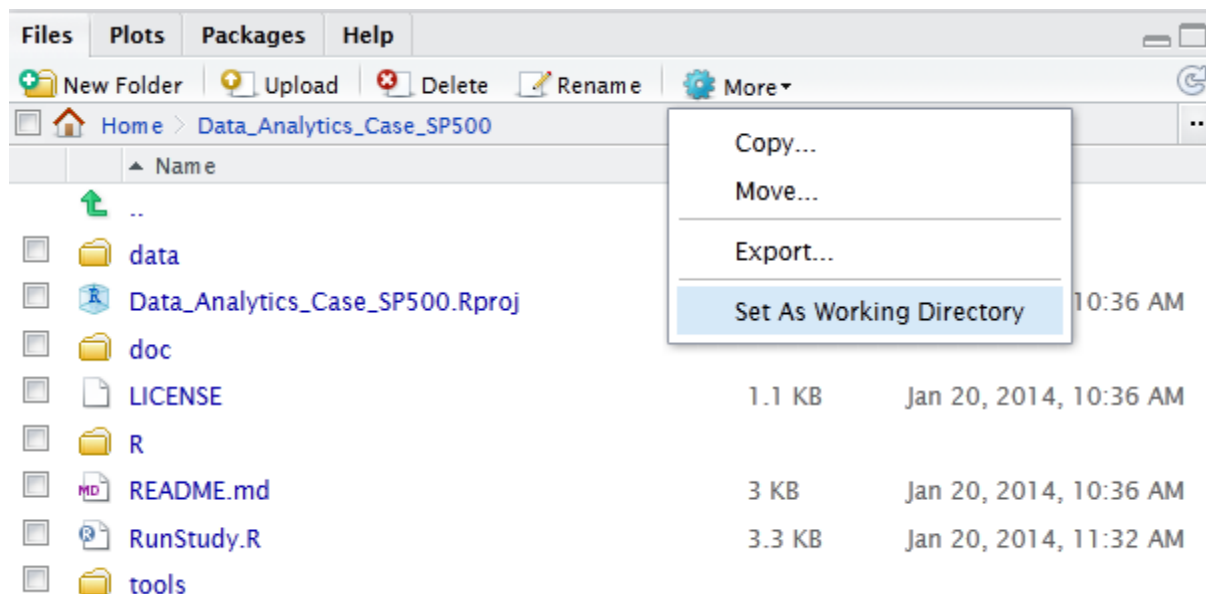 Files Plots Packages Help
New Folder Upload Delete Rename More
Home Data_Analytics_Case_SP500
Copy...
Name
Move...
..
data
Export...
Data_Analytics_Case_SP500.Rproj 10:36 AM
Set As Working Directory
doc
LICENSE 1.1 KB Jan 20, 2014, 10:36 AM
R
README.md 3 KB Jan 20, 2014, 10:36 AM
RunStudy.R 3.3 KB Jan 20, 2014, 11:32 AM
tools